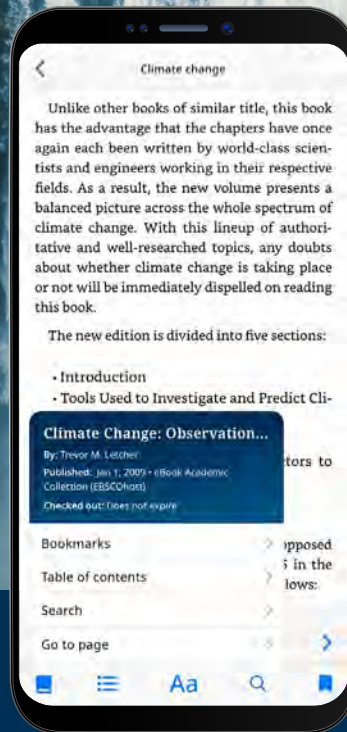 Climate change
Unlike other books of similar title, this book
has the advantage that the chapters have once
again each been written by world-class scien-
tists and engineers working in their respective
fields. As a result, the new volume presents a
balanced picture across the whole spectrum of
climate change. With this lineup of authori-
tative and well-researched topics, any doubts
about whether climate change is taking place
or not will be immediately dispelled on reading
this book.
The new edition is divided into five sections:
• Introduction
• Tools Used to Investigate and Predict Cli-
tors to
opposed
in the
lows:
Climate Change: Observation...
By: Trevor M. Letcher
Published: Jan 1, 2009 • eBook Academic
Collection (EBSCOhost)
Checked out: Does not expire
Bookmarks
Table of contents
Search
Go to page
Aa